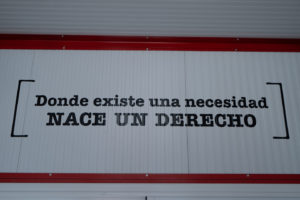 Donde existe una necesidad
NACE UN DERECHO